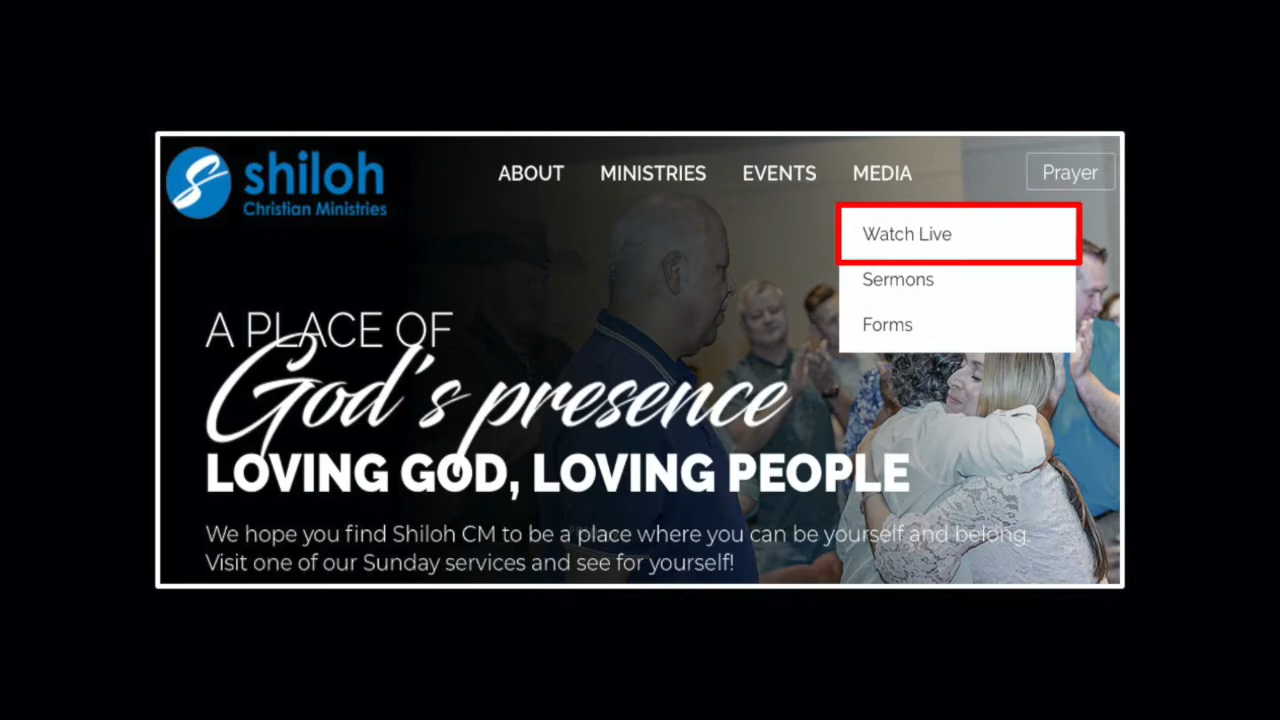 shiloh
Christian Ministries
ABOUT MINISTRIES EVENTS MEDIA Prayer
Watch Live
Sermons
Forms
A PLACE OF
God's presence
LOVING GOD, LOVING PEOPLE
We hope you find Shiloh CM to be a place where you can be yourself and belong.
Visit one of our Sunday services and see for yourself!